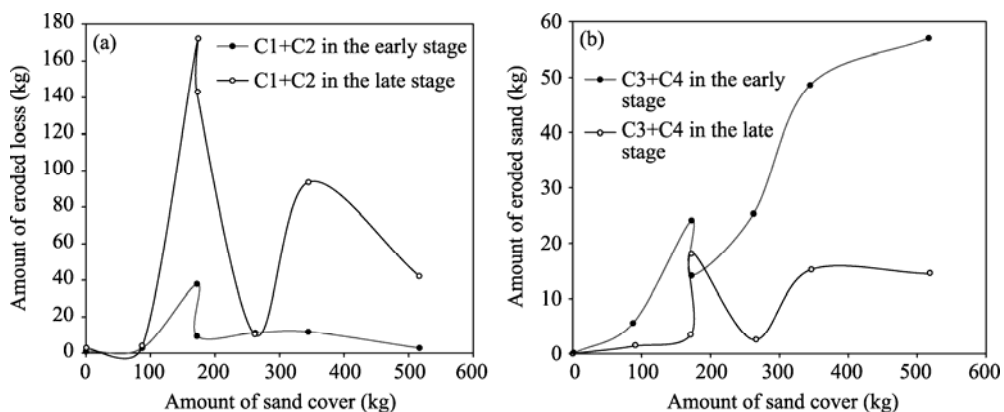 (a)
C1+C2 in the early stage
C1+C2 in the late stage
Amount of eroded loess (kg)
180
160
140
120
100
80
60
40
20
0
0 100 200 300 400 500 600
Amount of sand cover (kg)
(b)
C3+C4 in the early
stage
C3+C4 in the late
stage
Amount of eroded sand (kg)
60
50
40
30
20
10
0
0 100 200 300 400 500 600
Amount of sand cover (kg)